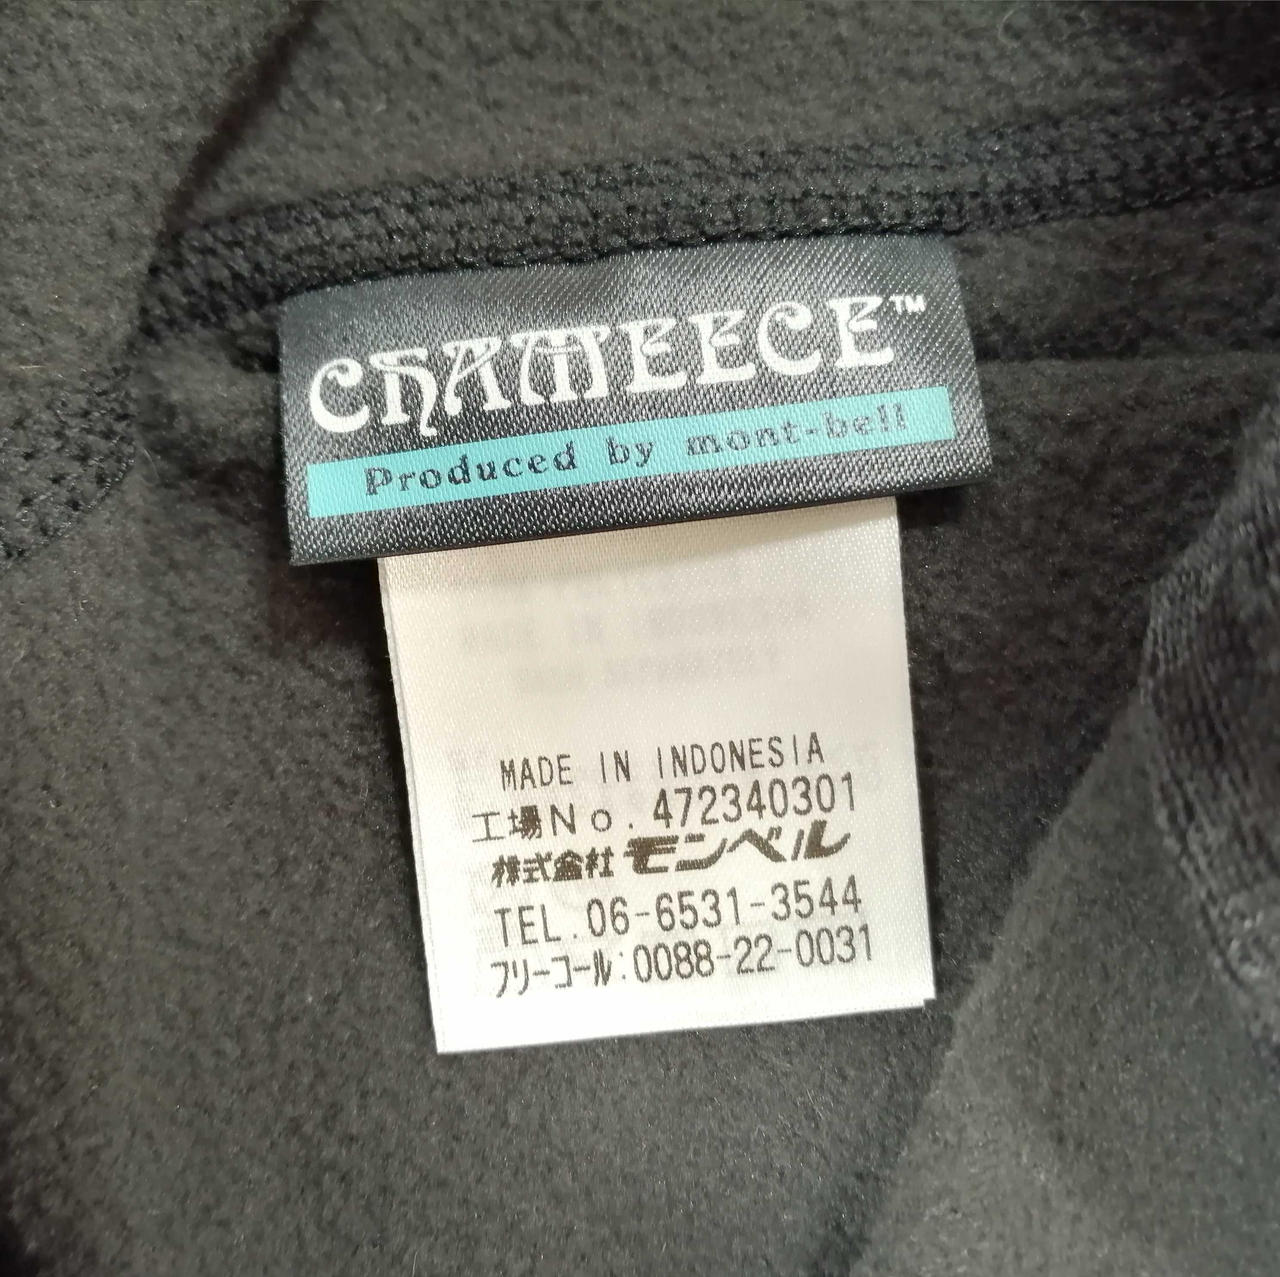 CHAMEECE™
Produced by mont-bell
MADE IN INDONESIA
工場No. 472340301
株式会社 モンベル
TEL. 06-6531-3544
フリーコール:0088-22-0031